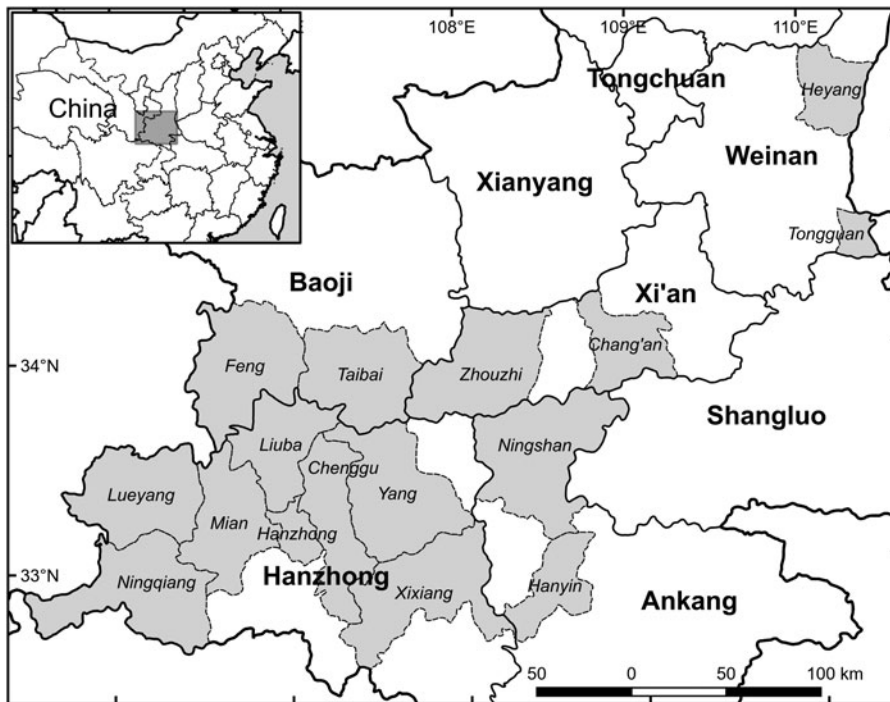 108°E
109°E
110°E
China
Tongchuan
Heyang
Weinan
Xianyang
Tongguan
Baoji
Xi'an
34°N
Feng
Taibai
Zhouzhi
Chang'an
Shangluo
Liuba
Ningshan
Chenggu
Lueyang
Yang
Mian
Hanzhong
33°N
Ningqiang
Hanzhong
Xixiang
Hanyin
Ankang
50 0 50 100 km